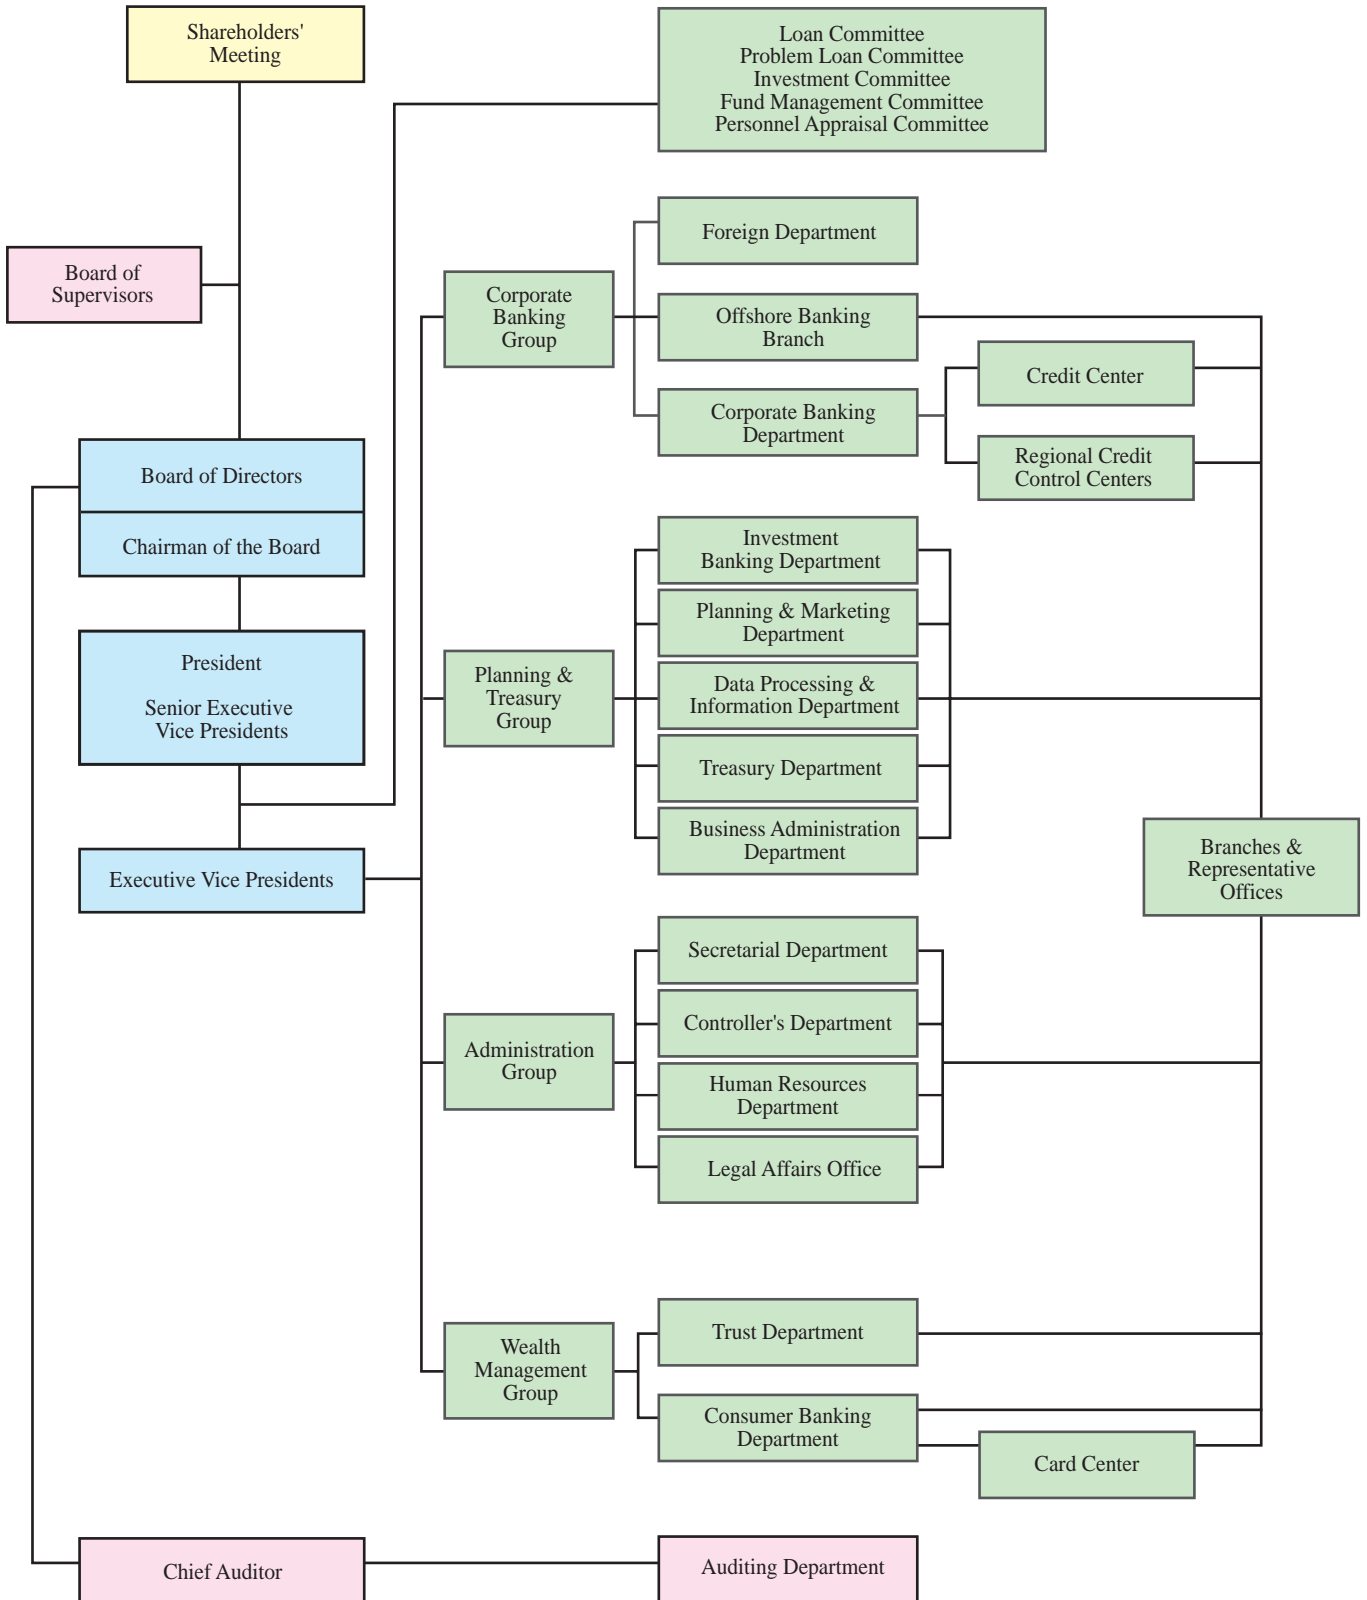 Shareholders'
Meeting
Loan Committee
Problem Loan Committee
Investment Committee
Fund Management Committee
Personnel Appraisal Committee
Board of
Supervisors
Foreign Department
Corporate
Banking
Group
Offshore Banking
Branch
Credit Center
Corporate Banking
Department
Regional Credit
Control Centers
Board of Directors
Chairman of the Board
President
Senior Executive
Vice Presidents
Executive Vice Presidents
Investment
Banking Department
Planning & Marketing
Department
Planning &
Treasury
Group
Data Processing &
Information Department
Treasury Department
Business Administration
Department
Branches &
Representative
Offices
Secretarial Department
Controller's Department
Administration
Group
Human Resources
Department
Legal Affairs Office
Trust Department
Wealth
Management
Group
Consumer Banking
Department
Card Center
Chief Auditor
Auditing Department